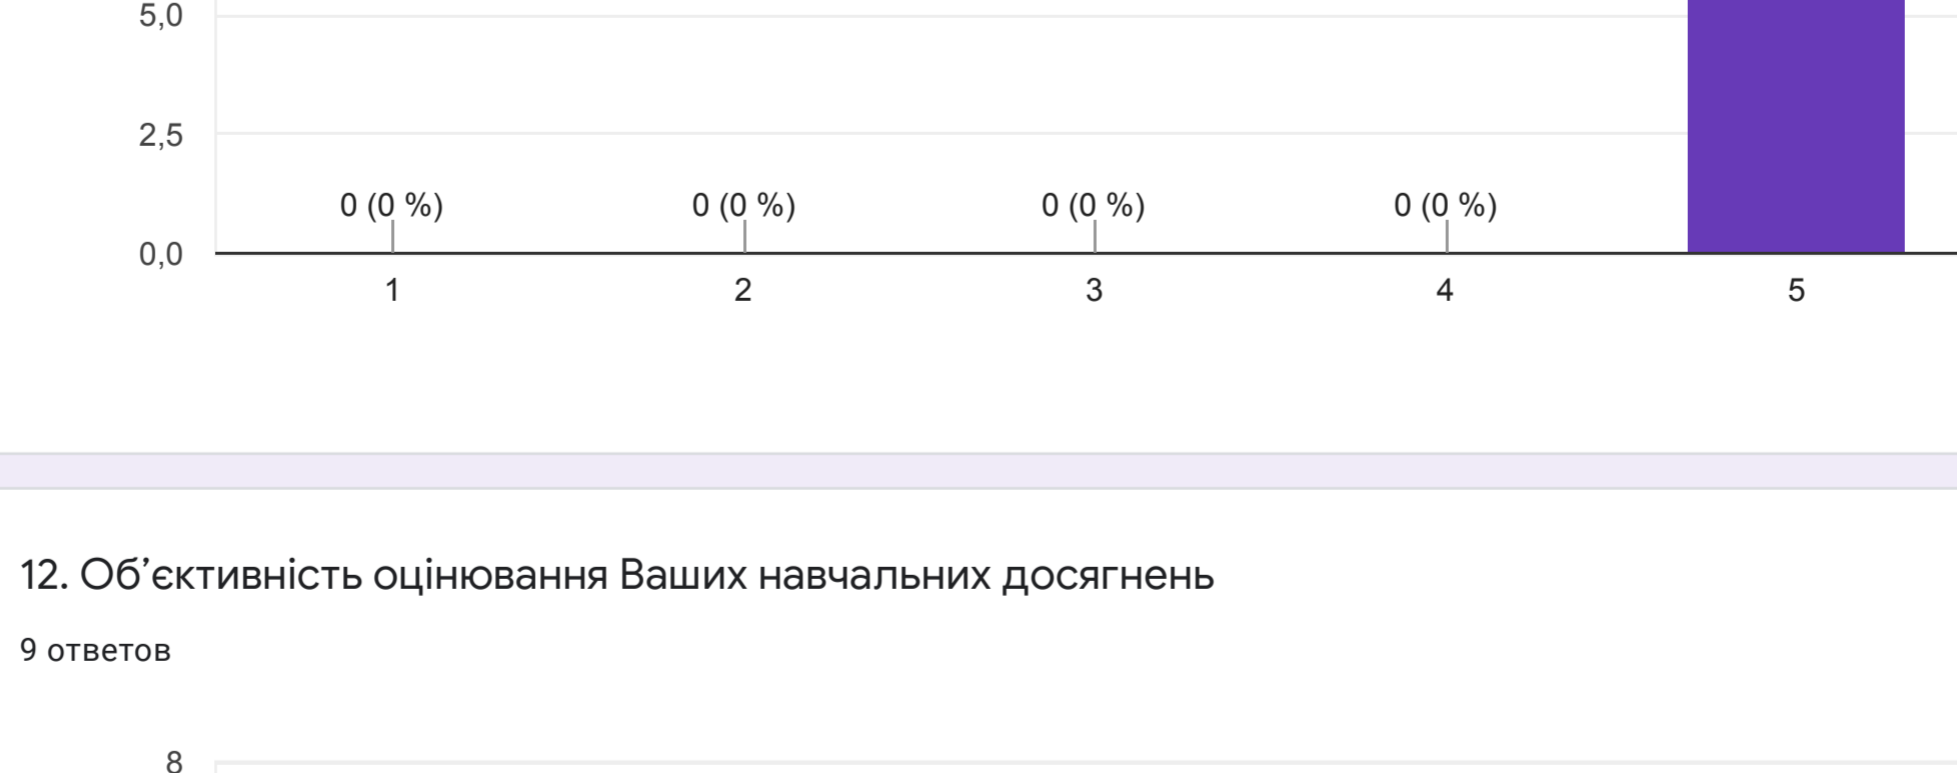 5,0
2,5
0 (0 %) 0 (0 %) 0 (0 %) 0 (0 %)
0,0
1 2 3 4 5
12. Об’єктивність оцінювання Ваших навчальних досягнень
9 ответов
8